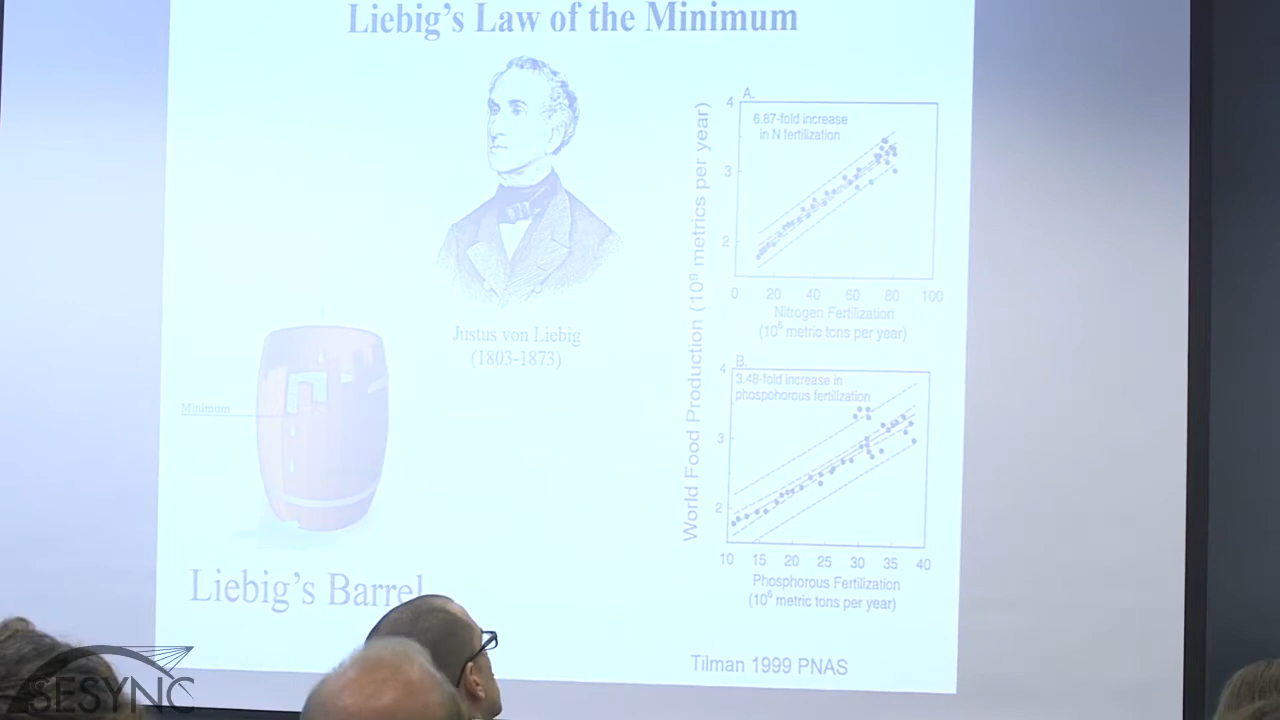 Liebig's Law of the Minimum
Justus von Liebig
(1803-1873)
Minimum
Liebig's Barrel
World Food Production (10⁹ metrics per year)
A.
6.87-fold increase
in N fertilization
4
3
2
0 20 40 60 80 100
Nitrogen Fertilization
(10⁶ metric tons per year)
B.
3.48-fold increase in
phospohorous fertilization
4
3
2
10 15 20 25 30 35 40
Phosphorous Fertilization
(10⁶ metric tons per year)
Tilman 1999 PNAS
SESYNC